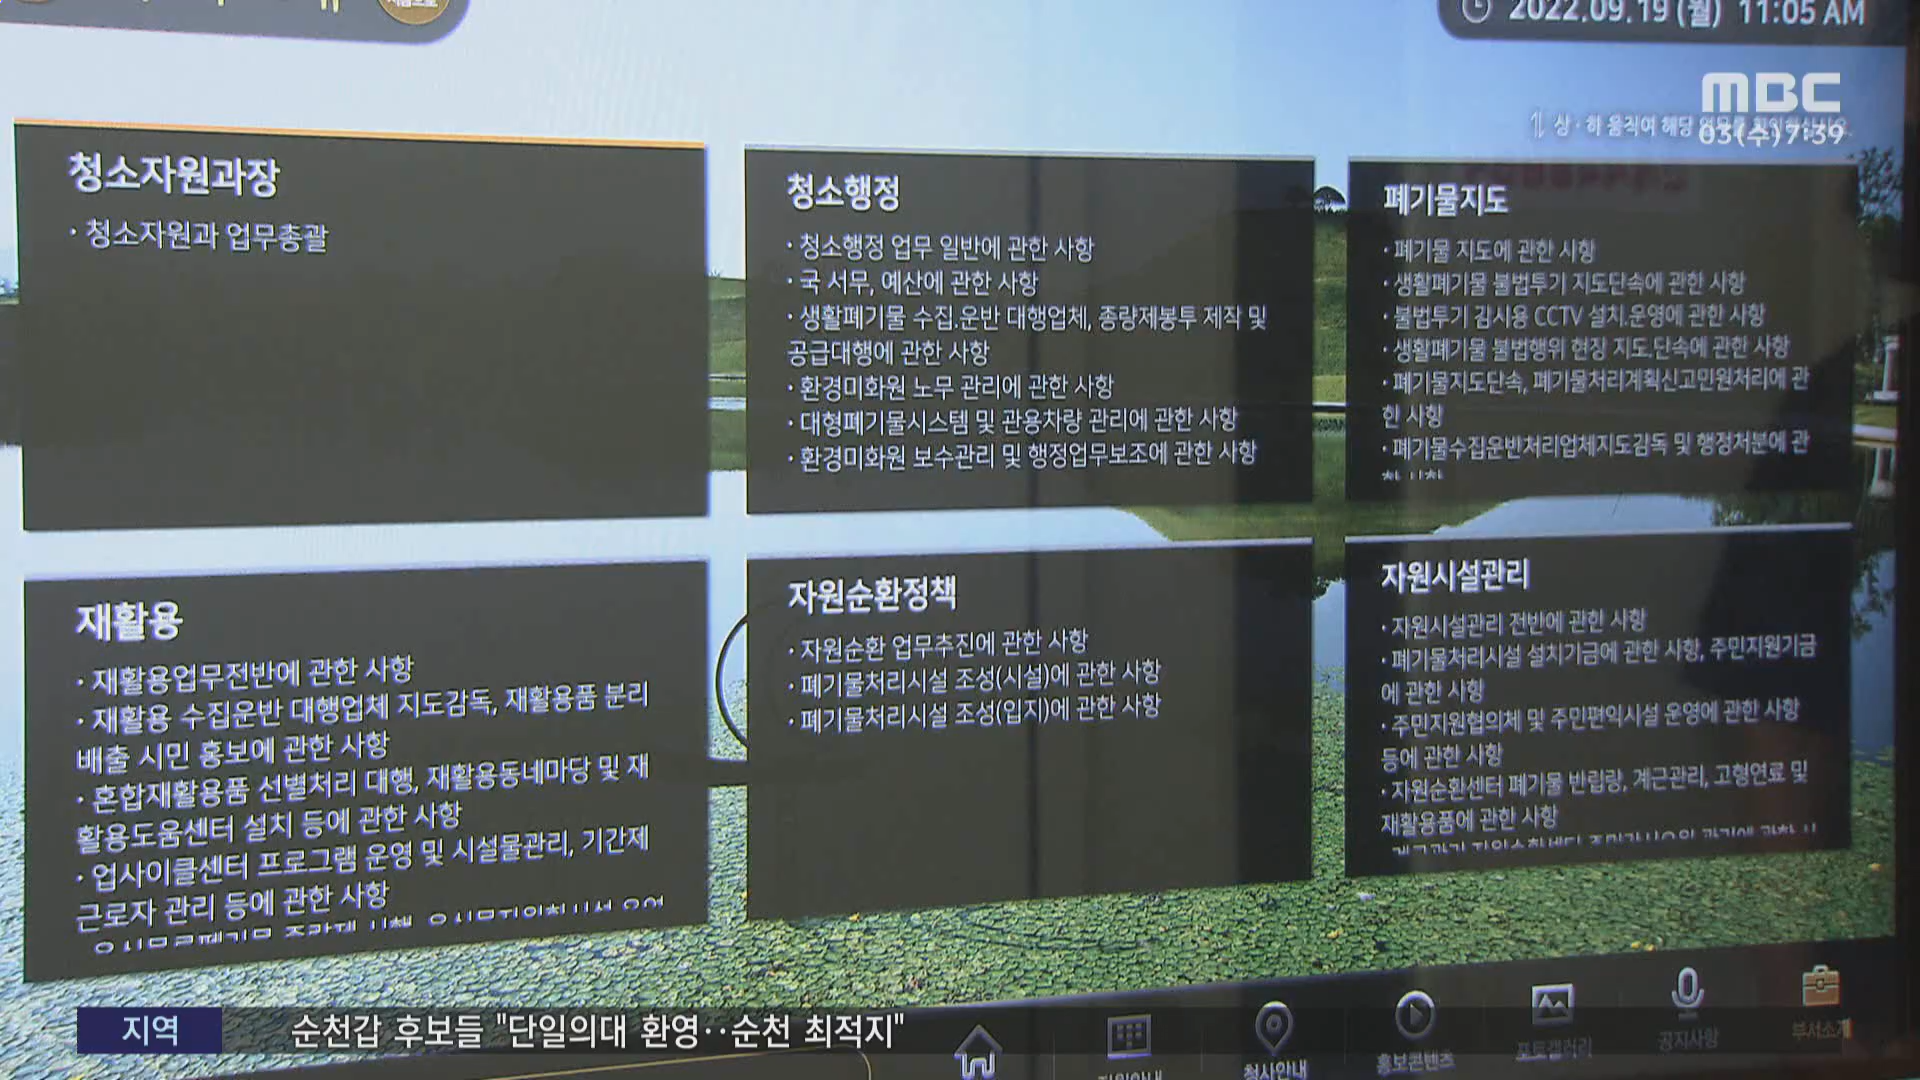 2022.09.19 (월) 11:05 AM
MBC
03(수)7:39
상·하 움직여 해당
청소자원과장
· 청소자원과 업무총괄
청소행정
· 청소행정 업무 일반에 관한 사항
· 국 서무, 예산에 관한 사항
· 생활폐기물 수집.운반 대행업체, 종량제봉투 제작 및
공급대행에 관한 사항
· 환경미화원 노무 관리에 관한 사항
· 대형폐기물시스템 및 관용차량 관리에 관한 사항
· 환경미화원 보수관리 및 행정업무보조에 관한 사항
폐기물지도
· 폐기물 지도에 관한 사항
· 생활폐기물 불법투기 지도단속에 관한 사항
· 불법투기 감시용 CCTV 설치.운영에 관한 사항
· 생활폐기물 불법행위 현장 지도.단속에 관한 사항
· 폐기물지도단속, 폐기물처리계획신고민원처리에 관
한 사항
· 폐기물수집운반처리업체지도감독 및 행정처분에 관
재활용
· 재활용업무전반에 관한 사항
· 재활용 수집운반 대행업체 지도감독, 재활용품 분리
배출 시민 홍보에 관한 사항
· 혼합재활용품 선별처리 대행, 재활용동네마당 및 재
활용도움센터 설치 등에 관한 사항
· 업사이클센터 프로그램 운영 및 시설물관리, 기간제
근로자 관리 등에 관한 사항
자원순환정책
· 자원순환 업무추진에 관한 사항
· 폐기물처리시설 조성(시설)에 관한 사항
· 폐기물처리시설 조성(입지)에 관한 사항
자원시설관리
· 자원시설관리 전반에 관한 사항
· 폐기물처리시설 설치기금에 관한 사항, 주민지원기금
에 관한 사항
· 주민지원협의체 및 주민편익시설 운영에 관한 사항
등에 관한 사항
· 자원순환센터 폐기물 반입량, 계근관리, 고형연료 및
재활용품에 관한 사항
지역
순천갑 후보들 "단일의대 환영··순천 최적지"
청사안내
홍보콘텐츠
포토갤러리
공지사항
부서소개